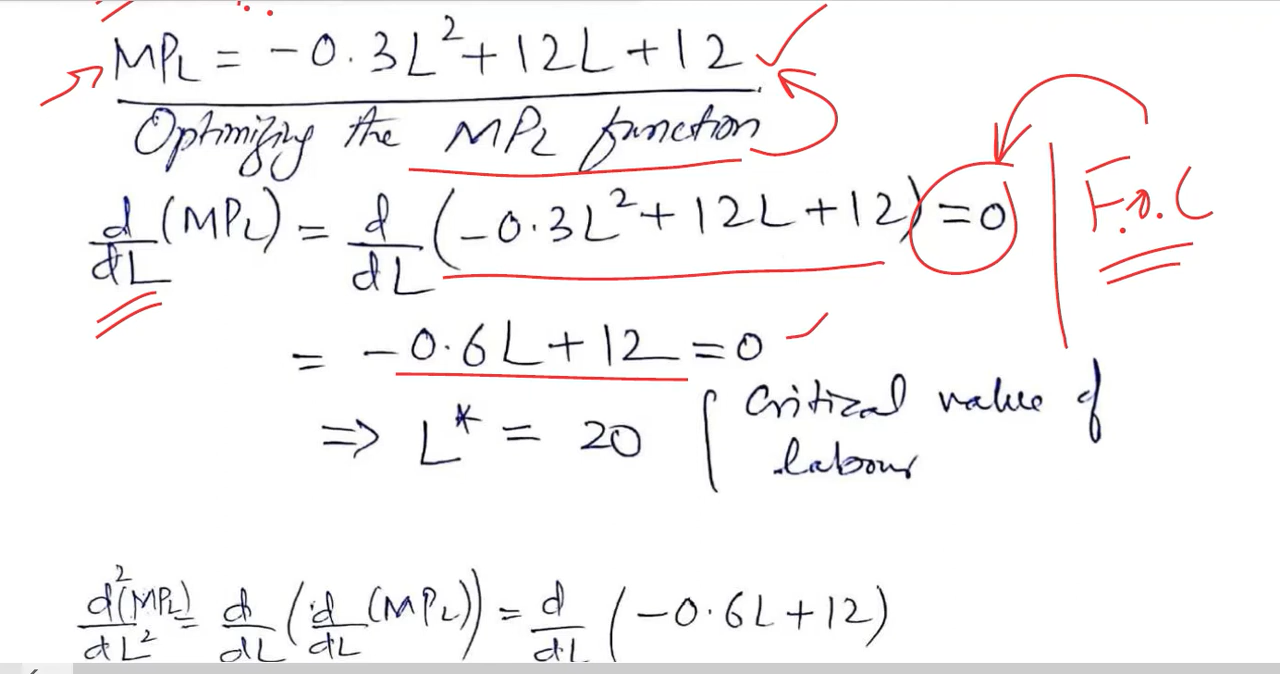 MPL = -0.3L²+12L+12
Optimizing the MPL function
d/dL (MPL) = d/dL (-0.3L²+12L+12) =0 | F.O.C
= -0.6L+12=0
=> L* = 20 | Critical value of
labour
d²(MPL)/dL² = d/dL (d/dL (MPL)) = d/dL (-0.6L+12)